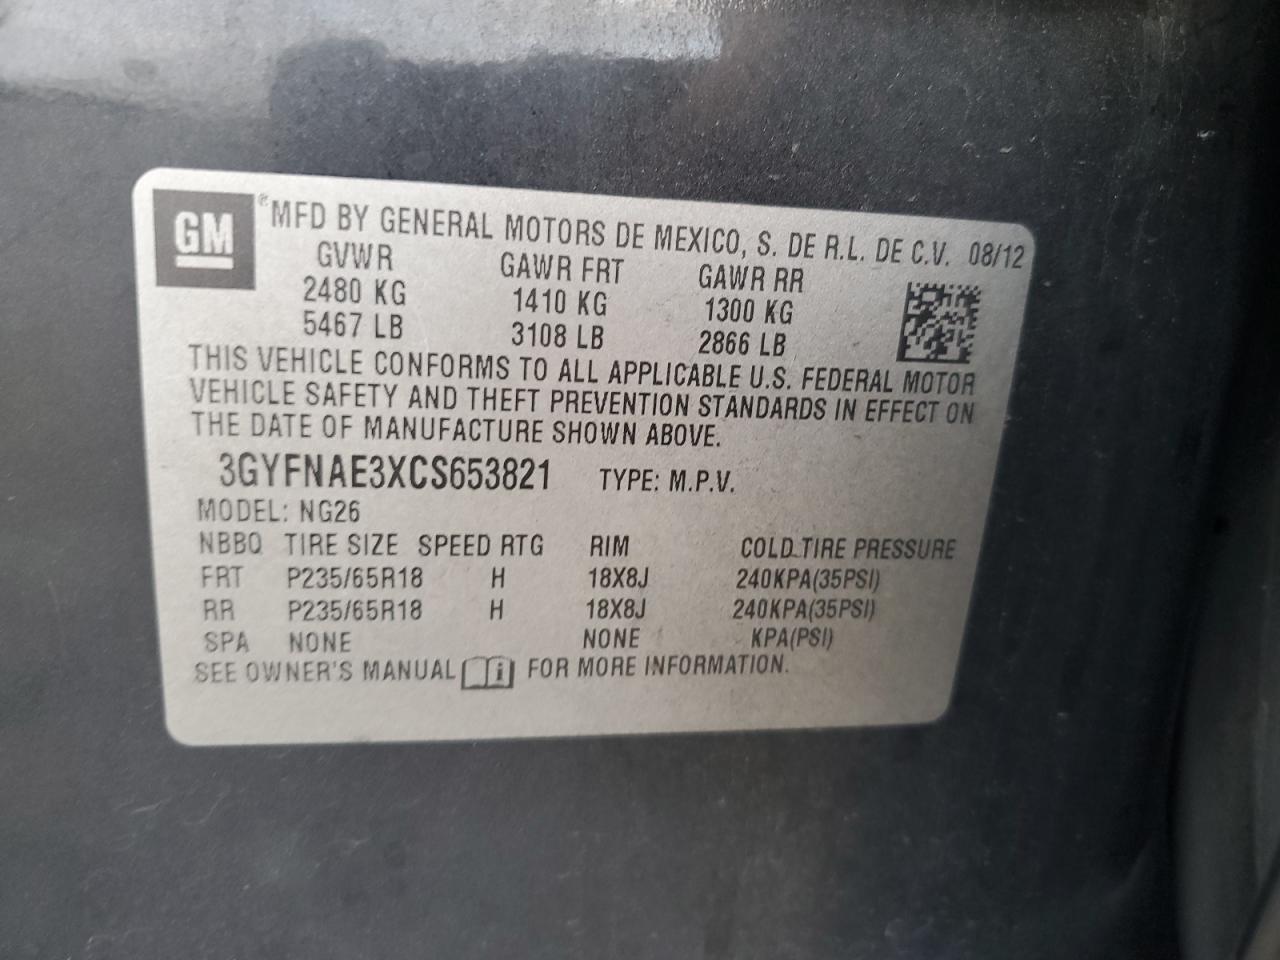 GM ® MFD BY GENERAL MOTORS DE MEXICO, S. DE R.L. DE C.V. 08/12
GVWR GAWR FRT GAWR RR
2480 KG 1410 KG 1300 KG
5467 LB 3108 LB 2866 LB
THIS VEHICLE CONFORMS TO ALL APPLICABLE U.S. FEDERAL MOTOR
VEHICLE SAFETY AND THEFT PREVENTION STANDARDS IN EFFECT ON
THE DATE OF MANUFACTURE SHOWN ABOVE.
3GYFNAE3XCS653821 TYPE: M.P.V.
MODEL: NG26
NBBQ TIRE SIZE SPEED RTG RIM COLD TIRE PRESSURE
FRT P235/65R18 H 18X8J 240KPA(35PSI)
RR P235/65R18 H 18X8J 240KPA(35PSI)
SPA NONE NONE KPA(PSI)
SEE OWNER'S MANUAL i FOR MORE INFORMATION.